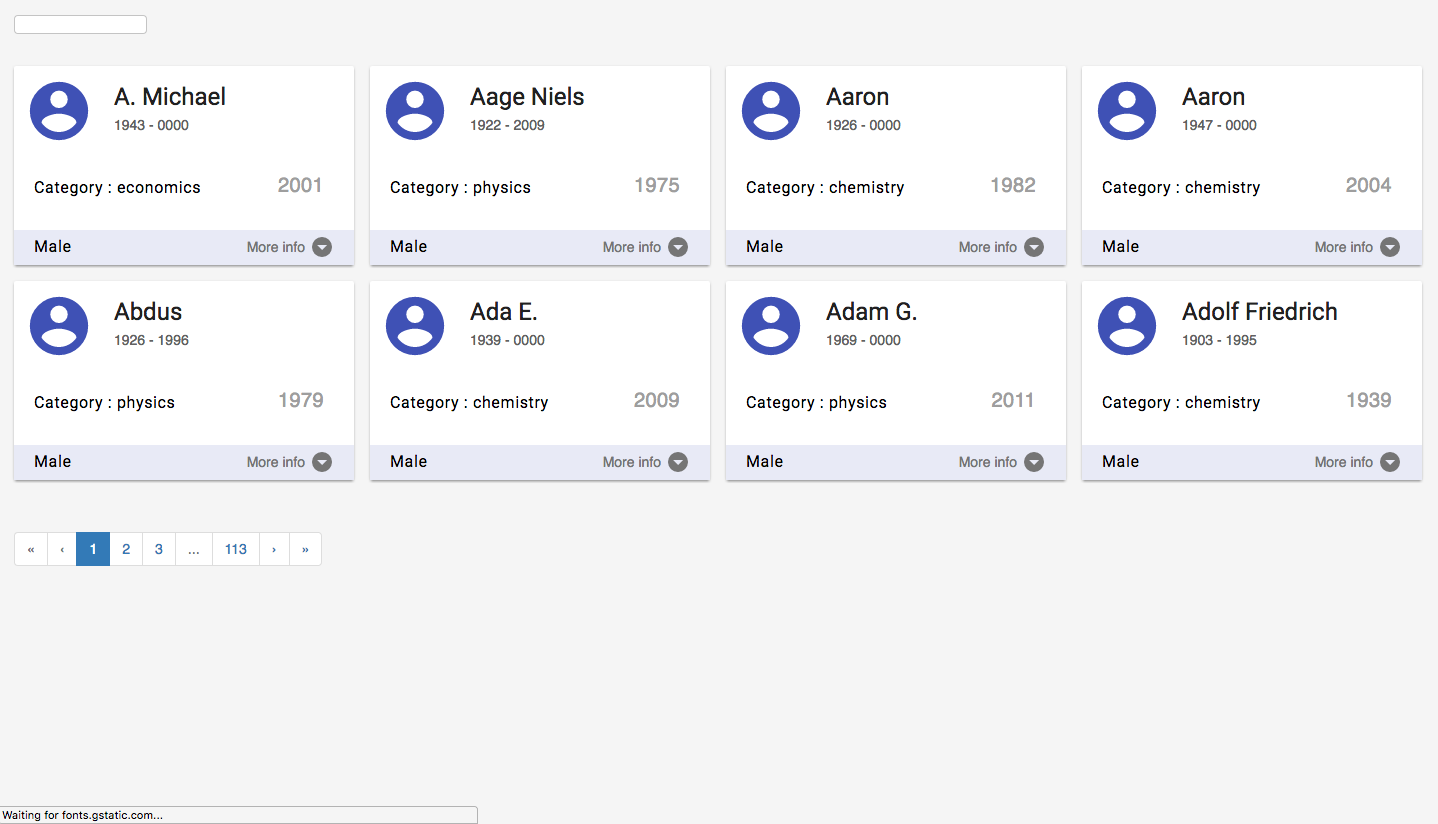 A. Michael
1943 - 0000
Category : economics 2001
Male More info
Aage Niels
1922 - 2009
Category : physics 1975
Male More info
Aaron
1926 - 0000
Category : chemistry 1982
Male More info
Aaron
1947 - 0000
Category : chemistry 2004
Male More info
Abdus
1926 - 1996
Category : physics 1979
Male More info
Ada E.
1939 - 0000
Category : chemistry 2009
Male More info
Adam G.
1969 - 0000
Category : physics 2011
Male More info
Adolf Friedrich
1903 - 1995
Category : chemistry 1939
Male More info
« ‹ 1 2 3 ... 113 › »
Waiting for fonts.gstatic.com...